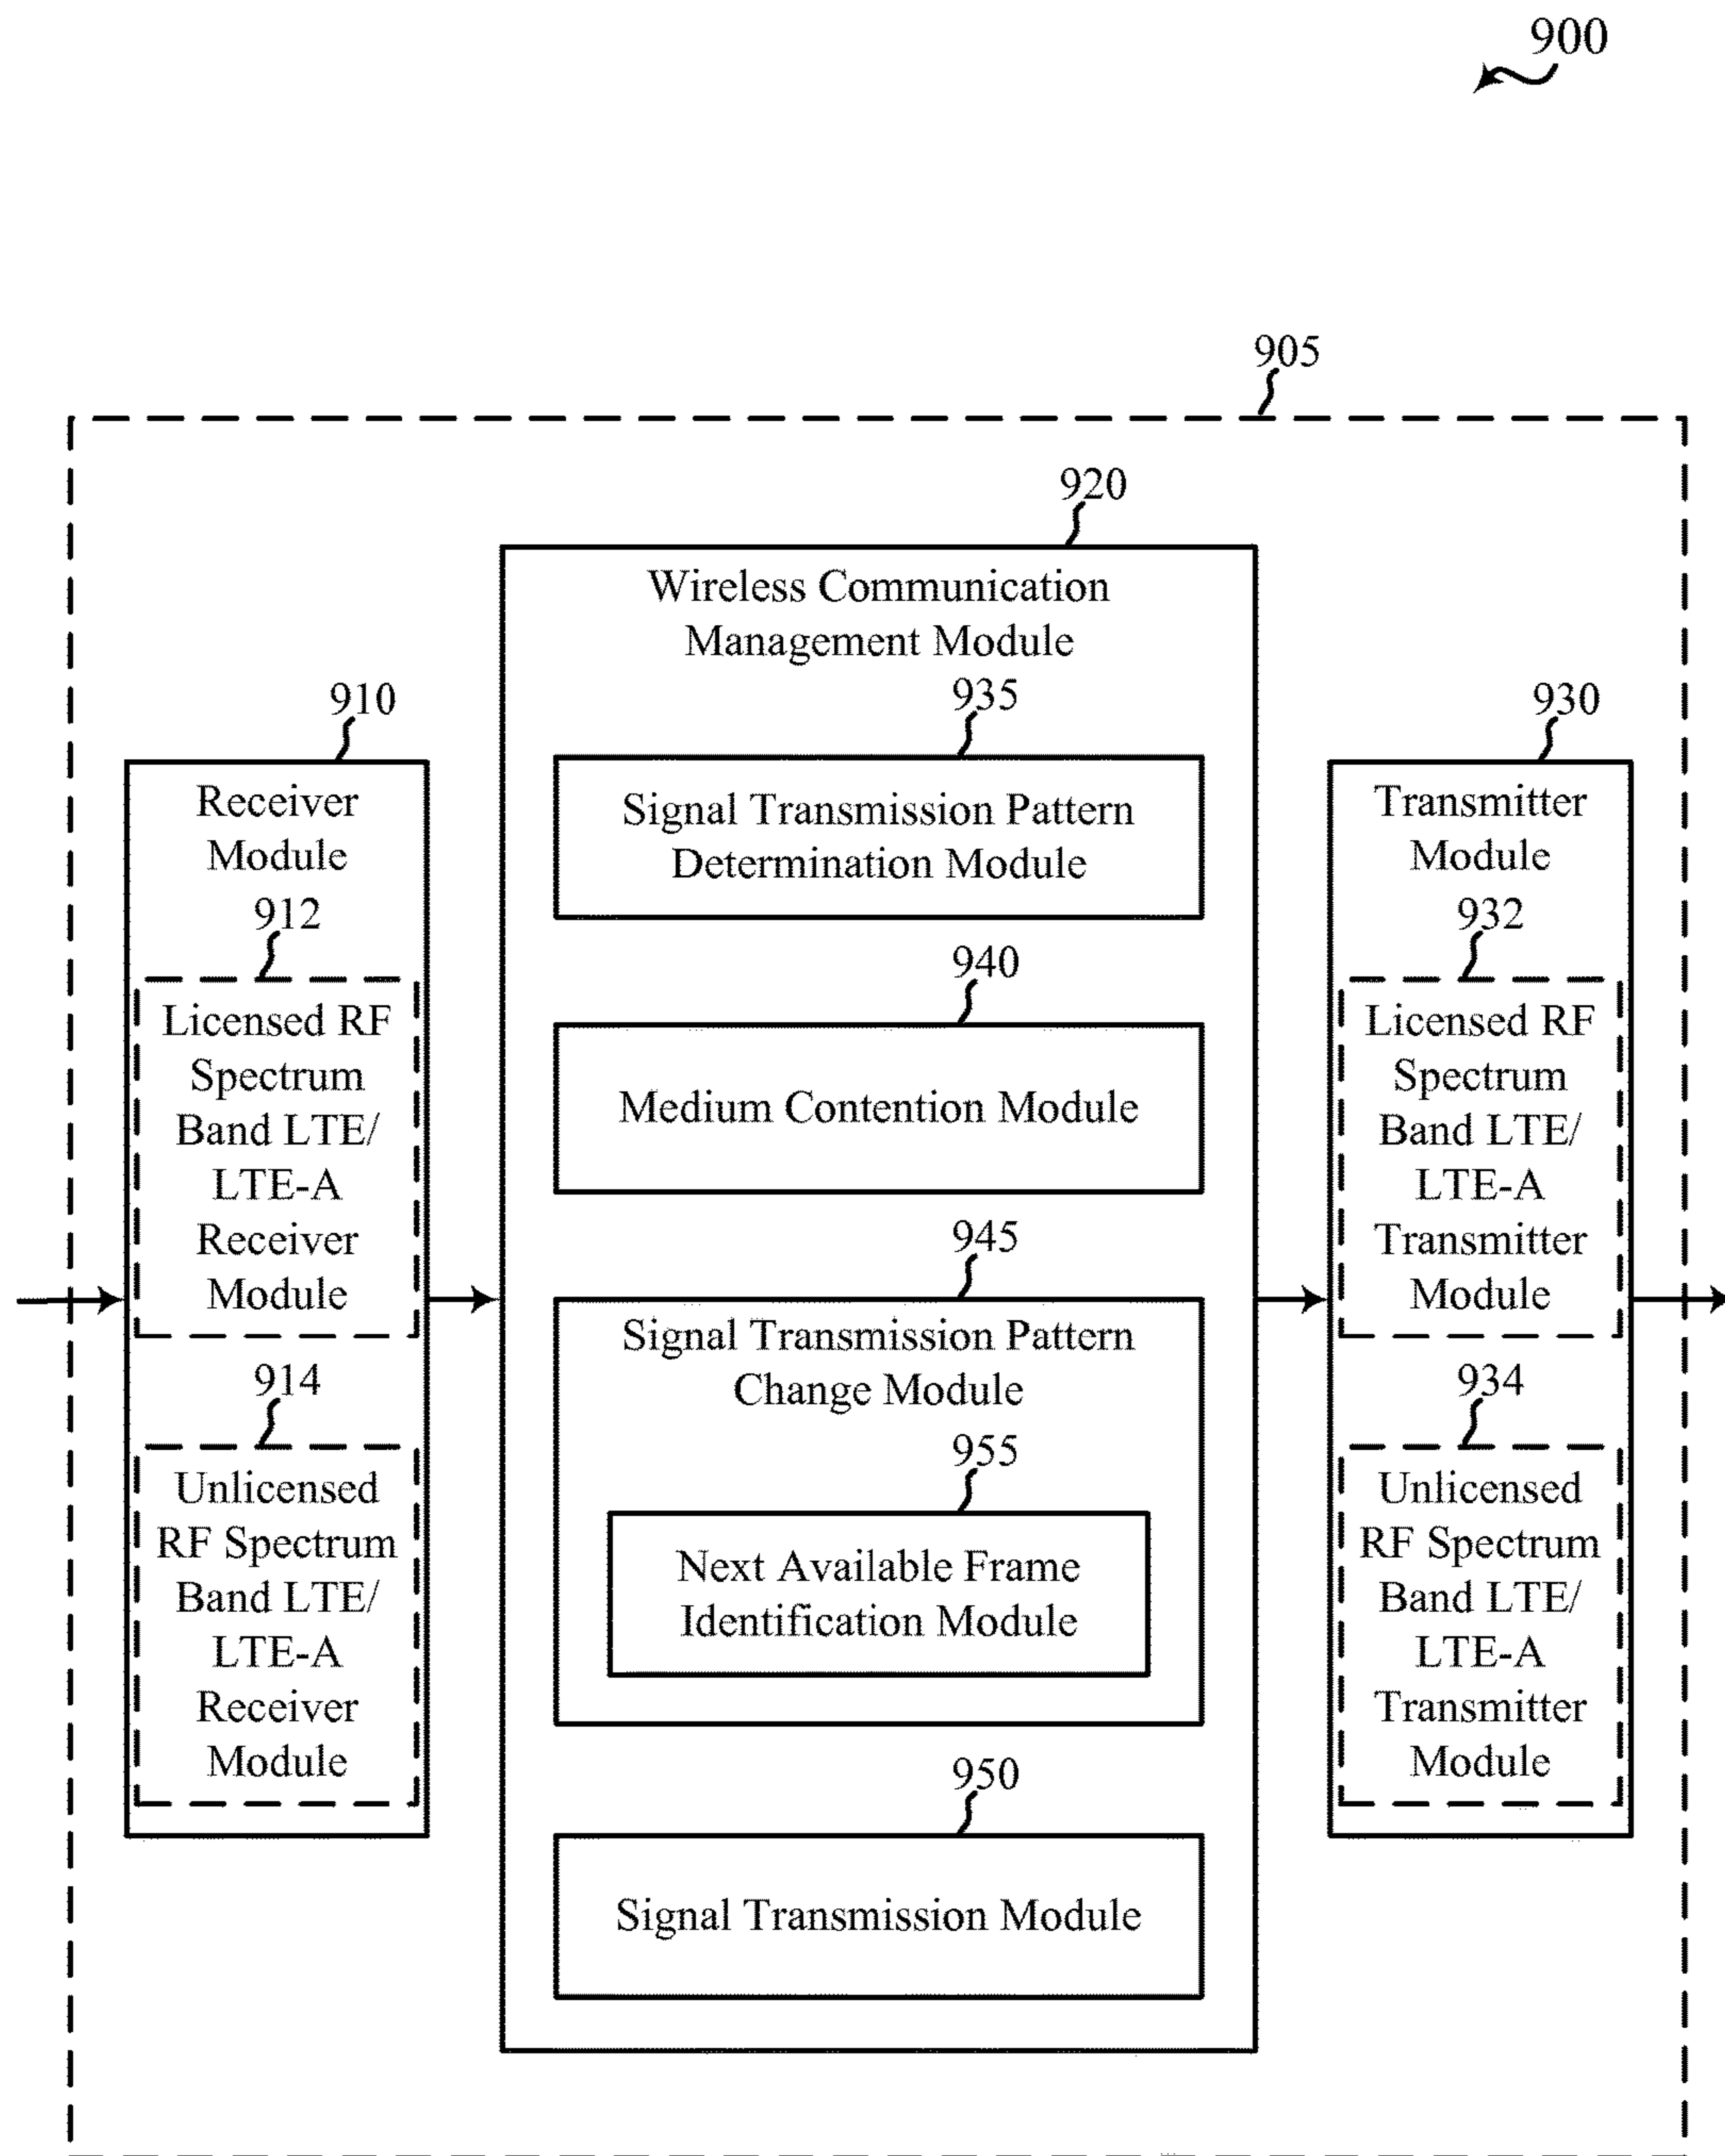 900
905
920
Wireless Communication
Management Module
910
Receiver
Module
912
Licensed RF
Spectrum
Band LTE/
LTE-A
Receiver
Module
914
Unlicensed
RF Spectrum
Band LTE/
LTE-A
Receiver
Module
935
Signal Transmission Pattern
Determination Module
940
Medium Contention Module
945
Signal Transmission Pattern
Change Module
955
Next Available Frame
Identification Module
950
Signal Transmission Module
930
Transmitter
Module
932
Licensed RF
Spectrum
Band LTE/
LTE-A
Transmitter
Module
934
Unlicensed
RF Spectrum
Band LTE/
LTE-A
Transmitter
Module